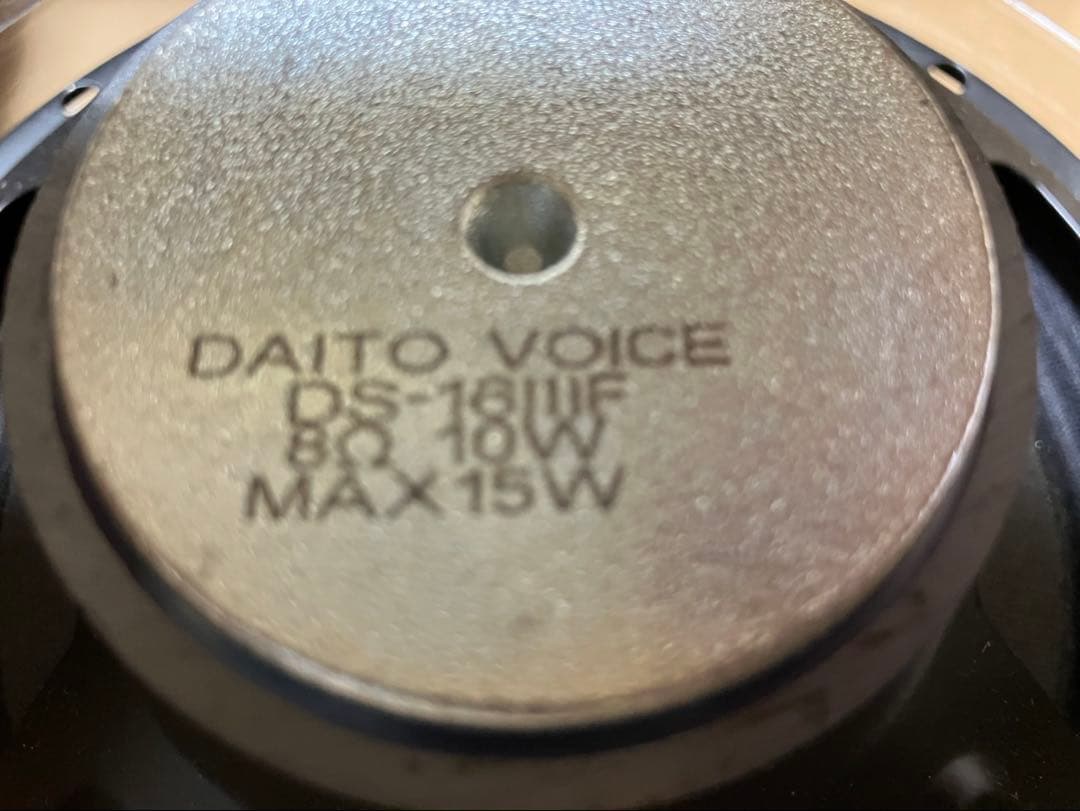 DAITO VOICE
DS-16IIIF
8Ω 10W
MAX15W